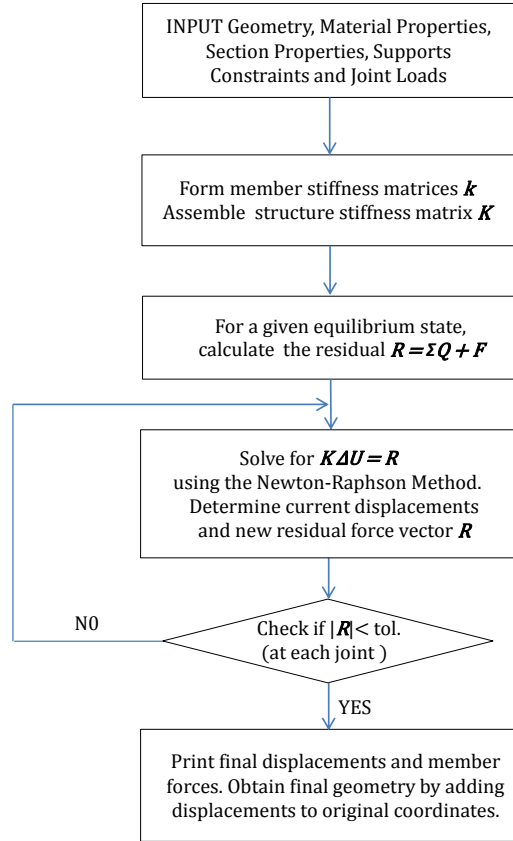 INPUT Geometry, Material Properties,
Section Properties, Supports
Constraints and Joint Loads
Form member stiffness matrices k
Assemble structure stiffness matrix K
For a given equilibrium state,
calculate the residual R=ΣQ+F
Solve for KΔU=R
using the Newton-Raphson Method.
Determine current displacements
and new residual force vector R
N0
Check if |R|< tol.
(at each joint )
YES
Print final displacements and member
forces. Obtain final geometry by adding
displacements to original coordinates.